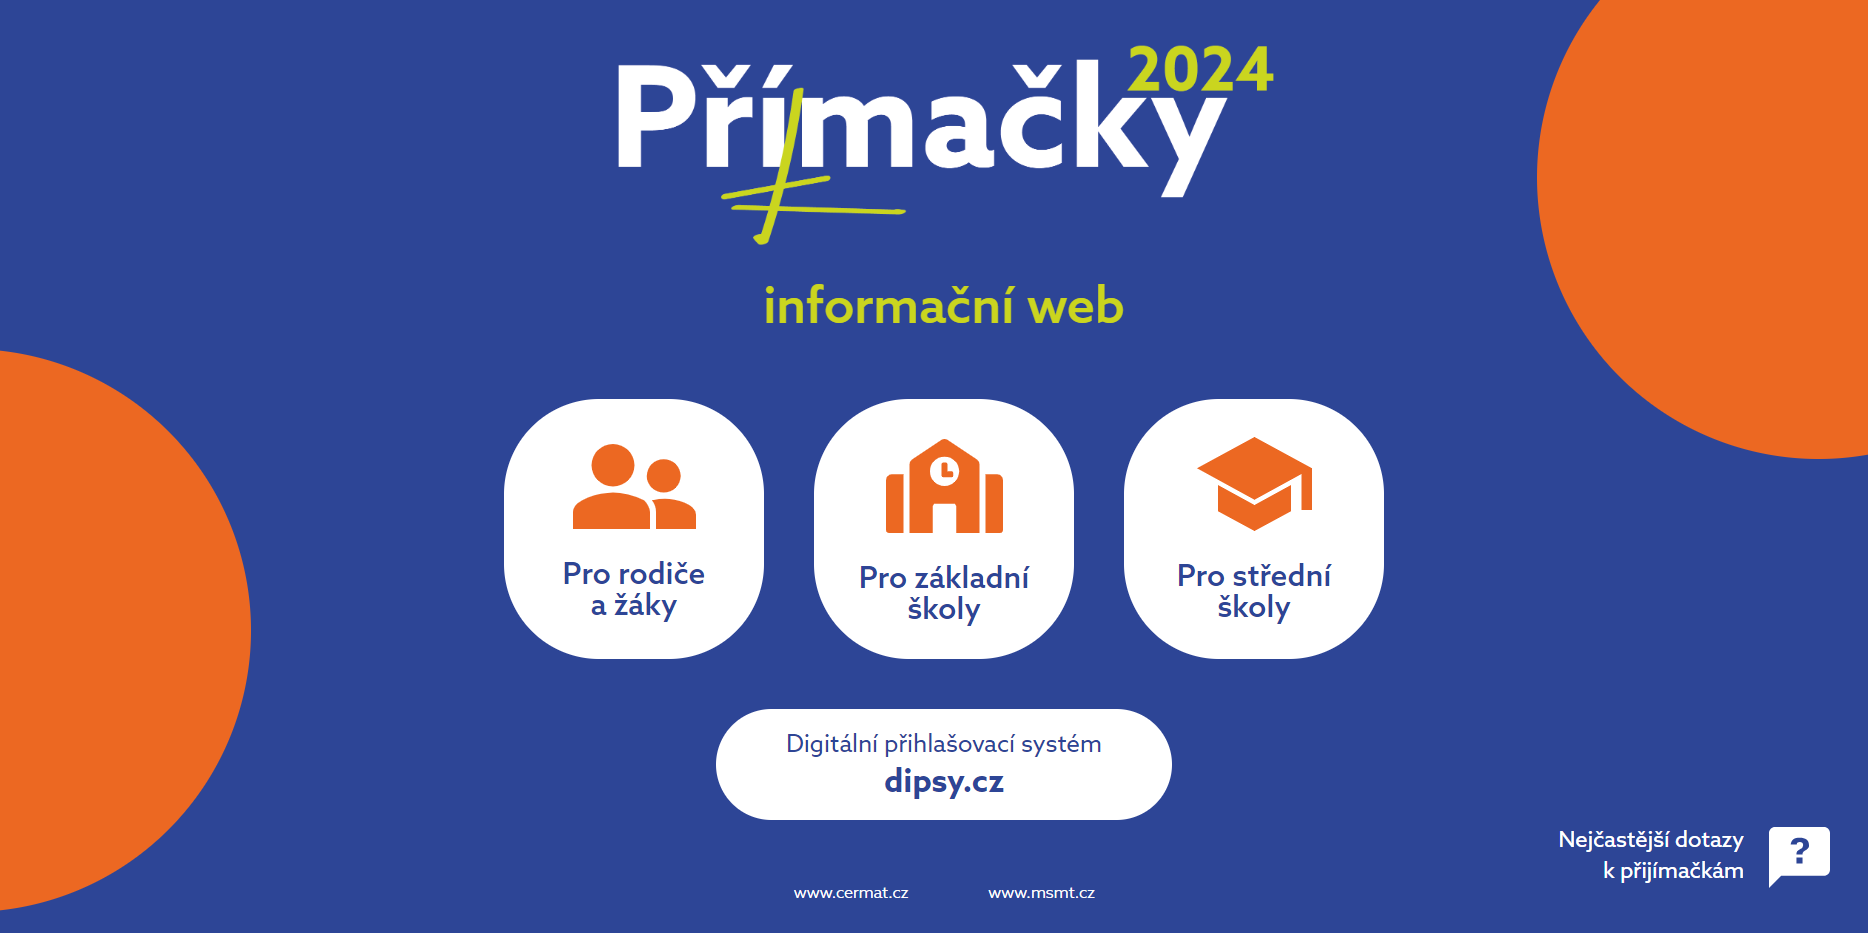 Přímačky 2024
informační web
Pro rodiče
a žáky
Pro základní
školy
Pro střední
školy
Digitální přihlašovací systém
dipsy.cz
Nejčastější dotazy
k přijímačkám
?
www.cermat.cz
www.msmt.cz